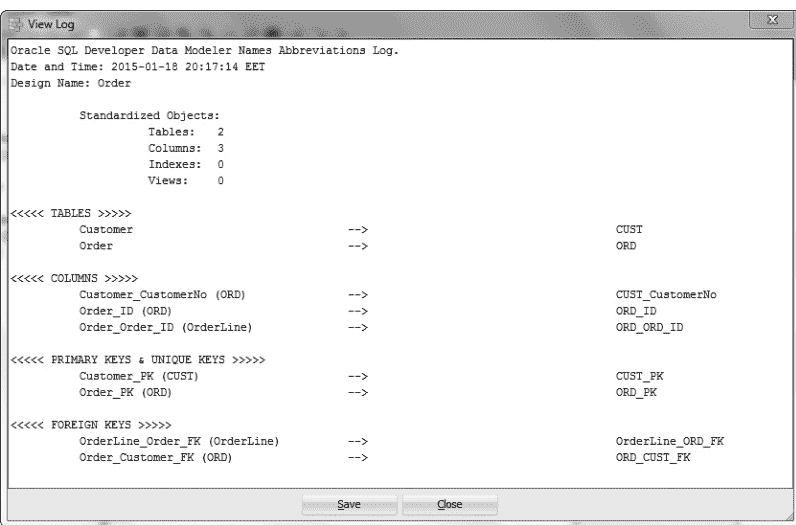 View Log
Oracle SQL Developer Data Modeler Names Abbreviations Log.
Date and Time: 2015-01-18 20:17:14 EET
Design Name: Order
Standardized Objects:
Tables: 2
Columns: 3
Indexes: 0
Views: 0
<<<<< TABLES >>>>>
Customer --> CUST
Order --> ORD
<<<<< COLUMNS >>>>>
Customer_CustomerNo (ORD) --> CUST_CustomerNo
Order_ID (ORD) --> ORD_ID
Order_Order_ID (OrderLine) --> ORD_ORD_ID
<<<<< PRIMARY KEYS & UNIQUE KEYS >>>>>
Customer_PK (CUST) --> CUST_PK
Order_PK (ORD) --> ORD_PK
<<<<< FOREIGN KEYS >>>>>
OrderLine_Order_FK (OrderLine) --> OrderLine_ORD_FK
Order_Customer_FK (ORD) --> ORD_CUST_FK
Save Close